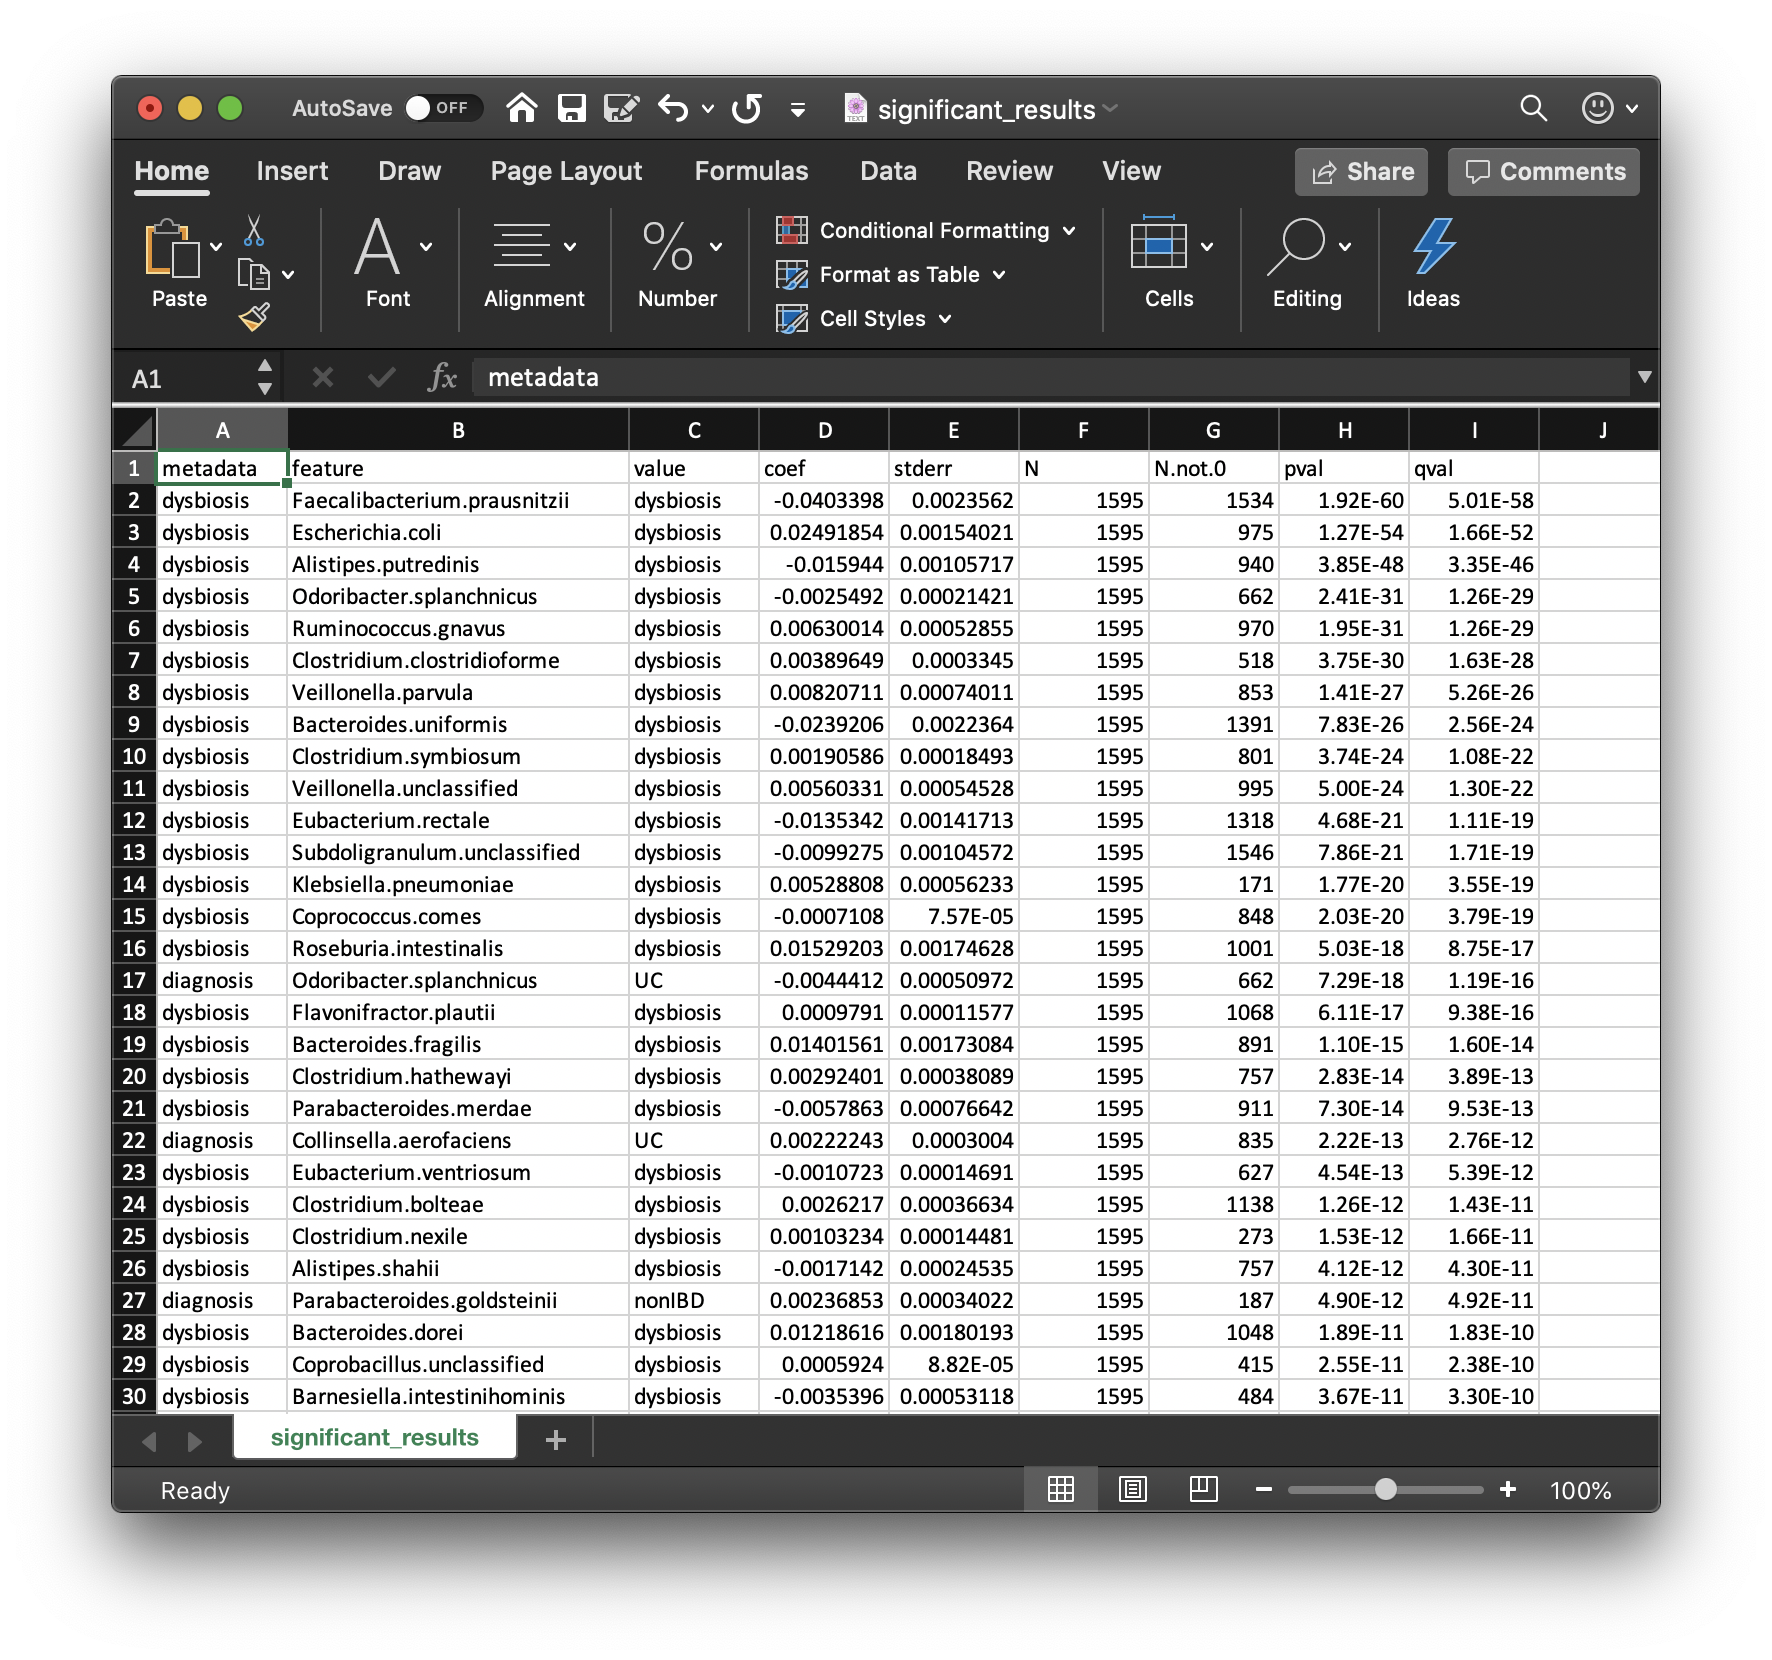 AutoSave OFF significant_results
Home Insert Draw Page Layout Formulas Data Review View Share Comments
Paste Font Alignment % Number Conditional Formatting Format as Table Cell Styles Cells Editing Ideas
A1 fx metadata
A B C D E F G H I J
1 metadata feature value coef stderr N N.not.0 pval qval
2 dysbiosis Faecalibacterium.prausnitzii dysbiosis -0.0403398 0.0023562 1595 1534 1.92E-60 5.01E-58
3 dysbiosis Escherichia.coli dysbiosis 0.02491854 0.00154021 1595 975 1.27E-54 1.66E-52
4 dysbiosis Alistipes.putredinis dysbiosis -0.015944 0.00105717 1595 940 3.85E-48 3.35E-46
5 dysbiosis Odoribacter.splanchnicus dysbiosis -0.0025492 0.00021421 1595 662 2.41E-31 1.26E-29
6 dysbiosis Ruminococcus.gnavus dysbiosis 0.00630014 0.00052855 1595 970 1.95E-31 1.26E-29
7 dysbiosis Clostridium.clostridioforme dysbiosis 0.00389649 0.0003345 1595 518 3.75E-30 1.63E-28
8 dysbiosis Veillonella.parvula dysbiosis 0.00820711 0.00074011 1595 853 1.41E-27 5.26E-26
9 dysbiosis Bacteroides.uniformis dysbiosis -0.0239206 0.0022364 1595 1391 7.83E-26 2.56E-24
10 dysbiosis Clostridium.symbiosum dysbiosis 0.00190586 0.00018493 1595 801 3.74E-24 1.08E-22
11 dysbiosis Veillonella.unclassified dysbiosis 0.00560331 0.00054528 1595 995 5.00E-24 1.30E-22
12 dysbiosis Eubacterium.rectale dysbiosis -0.0135342 0.00141713 1595 1318 4.68E-21 1.11E-19
13 dysbiosis Subdoligranulum.unclassified dysbiosis -0.0099275 0.00104572 1595 1546 7.86E-21 1.71E-19
14 dysbiosis Klebsiella.pneumoniae dysbiosis 0.00528808 0.00056233 1595 171 1.77E-20 3.55E-19
15 dysbiosis Coprococcus.comes dysbiosis -0.0007108 7.57E-05 1595 848 2.03E-20 3.79E-19
16 dysbiosis Roseburia.intestinalis dysbiosis 0.01529203 0.00174628 1595 1001 5.03E-18 8.75E-17
17 diagnosis Odoribacter.splanchnicus UC -0.0044412 0.00050972 1595 662 7.29E-18 1.19E-16
18 dysbiosis Flavonifractor.plautii dysbiosis 0.0009791 0.00011577 1595 1068 6.11E-17 9.38E-16
19 dysbiosis Bacteroides.fragilis dysbiosis 0.01401561 0.00173084 1595 891 1.10E-15 1.60E-14
20 dysbiosis Clostridium.hathewayi dysbiosis 0.00292401 0.00038089 1595 757 2.83E-14 3.89E-13
21 dysbiosis Parabacteroides.merdae dysbiosis -0.0057863 0.00076642 1595 911 7.30E-14 9.53E-13
22 diagnosis Collinsella.aerofaciens UC 0.00222243 0.0003004 1595 835 2.22E-13 2.76E-12
23 dysbiosis Eubacterium.ventriosum dysbiosis -0.0010723 0.00014691 1595 627 4.54E-13 5.39E-12
24 dysbiosis Clostridium.bolteae dysbiosis 0.0026217 0.00036634 1595 1138 1.26E-12 1.43E-11
25 dysbiosis Clostridium.nexile dysbiosis 0.00103234 0.00014481 1595 273 1.53E-12 1.66E-11
26 dysbiosis Alistipes.shahii dysbiosis -0.0017142 0.00024535 1595 757 4.12E-12 4.30E-11
27 diagnosis Parabacteroides.goldsteinii nonIBD 0.00236853 0.00034022 1595 187 4.90E-12 4.92E-11
28 dysbiosis Bacteroides.dorei dysbiosis 0.01218616 0.00180193 1595 1048 1.89E-11 1.83E-10
29 dysbiosis Coprobacillus.unclassified dysbiosis 0.0005924 8.82E-05 1595 415 2.55E-11 2.38E-10
30 dysbiosis Barnesiella.intestinihominis dysbiosis -0.0035396 0.00053118 1595 484 3.67E-11 3.30E-10
significant_results +
Ready 100%